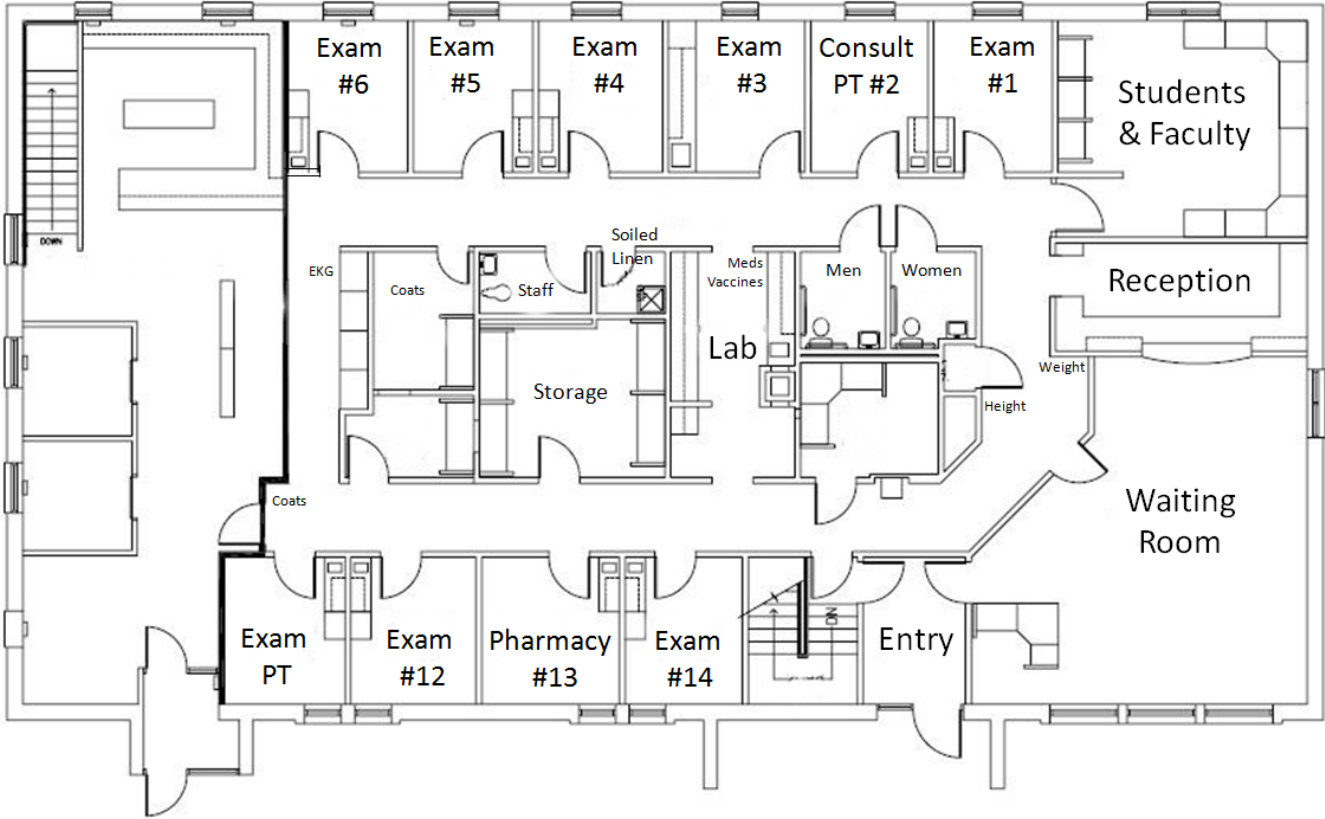 Exam
#6
Exam
#5
Exam
#4
Exam
#3
Consult
PT #2
Exam
#1
Students
& Faculty
DOWN
Soiled
Linen
EKG
Coats
Staff
Meds
Vaccines
Men
Women
Reception
Lab
Storage
Weight
Height
Coats
Waiting
Room
Exam
PT
Exam
#12
Pharmacy
#13
Exam
#14
DN
Entry